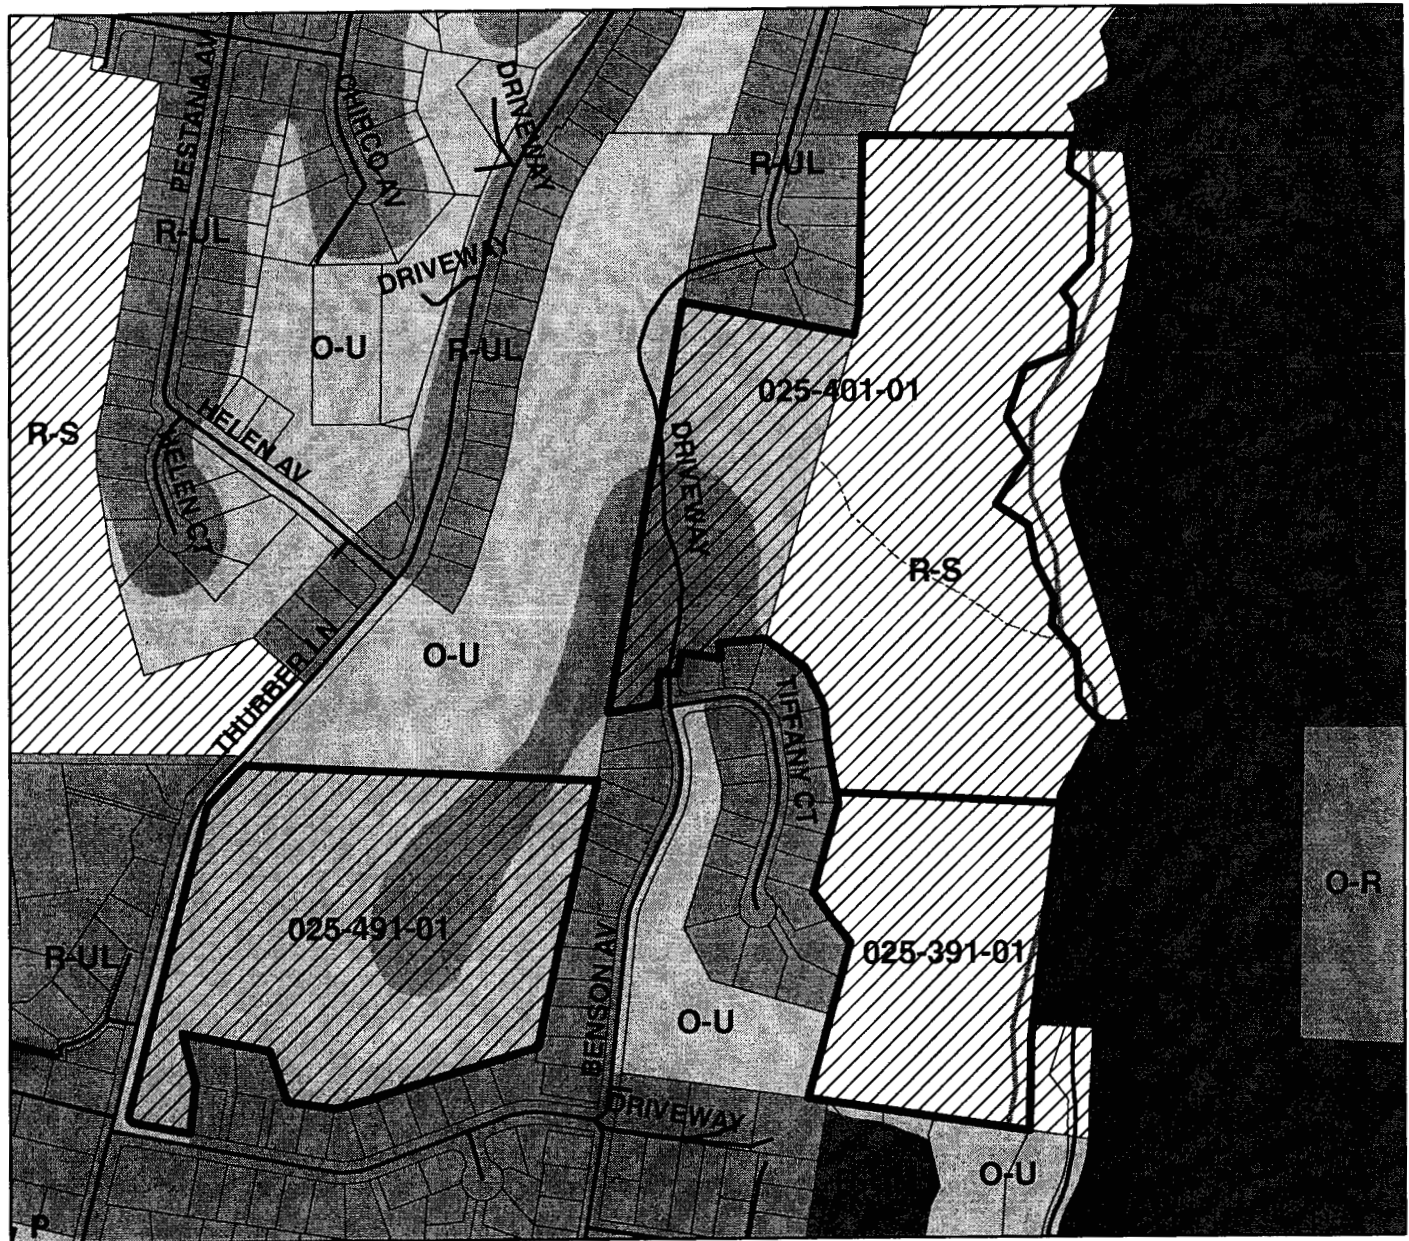 PESTANA AV
CHIRCO AV
DRIVEWAY
R-UL
R-UL
DRIVEWAY
O-U
R-UL
025-401-01
R-S
HELEN AV
HELEN CT
DRIVEWAY
R-S
O-U
THURBER LN
TIFFANY CT
O-R
025-491-01
R-UL
BENSON AV
025-391-01
O-U
DRIVEWAY
O-U
P